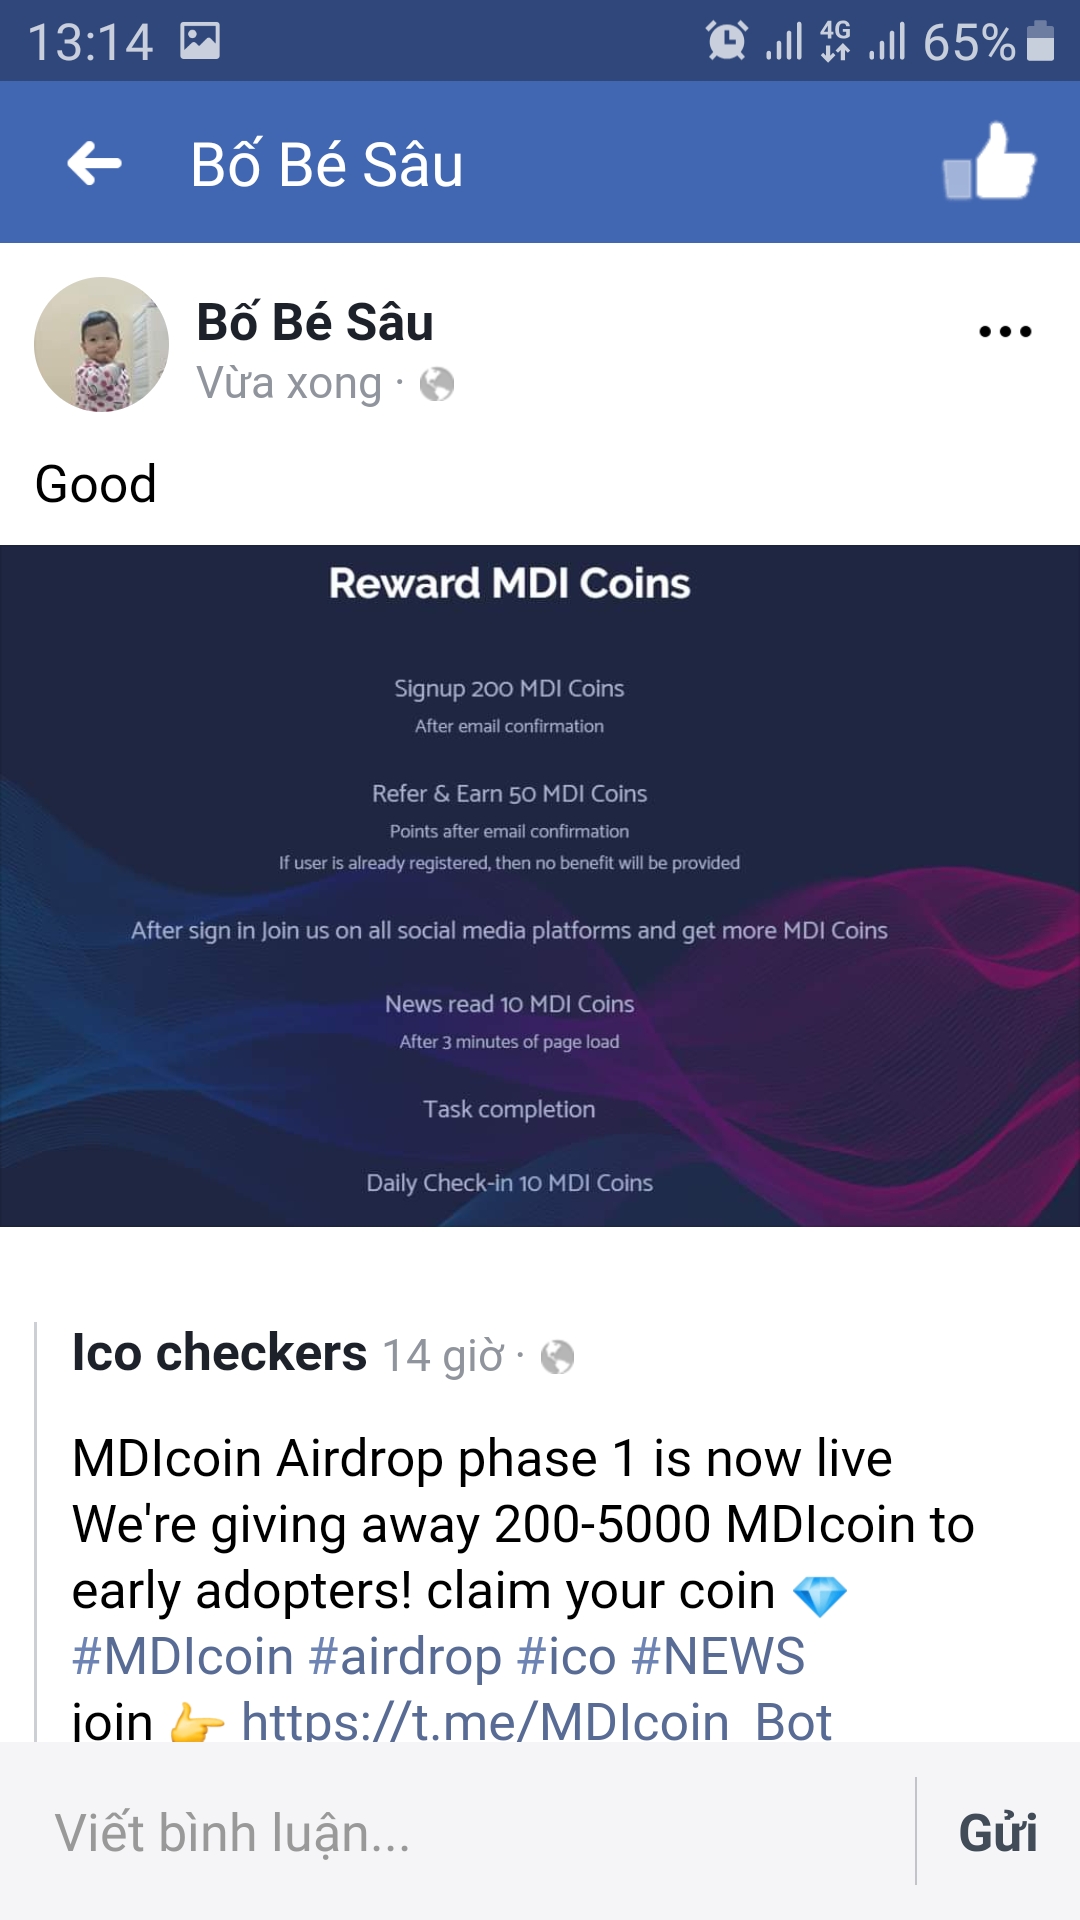 13:14 4G 65%
Bố Bé Sâu
Bố Bé Sâu
Vừa xong ·
Good
Reward MDI Coins
Signup 200 MDI Coins
After email confirmation
Refer & Earn 50 MDI Coins
Points after email confirmation
If user is already registered, then no benefit will be provided
After sign in Join us on all social media platforms and get more MDI Coins
News read 10 MDI Coins
After 3 minutes of page load
Task completion
Daily Check-in 10 MDI Coins
Ico checkers 14 giờ ·
MDIcoin Airdrop phase 1 is now live
We're giving away 200-5000 MDIcoin to
early adopters! claim your coin 💎
#MDIcoin #airdrop #ico #NEWS
join 👉 https://t.me/MDIcoin_Bot
Viết bình luận...
Gửi